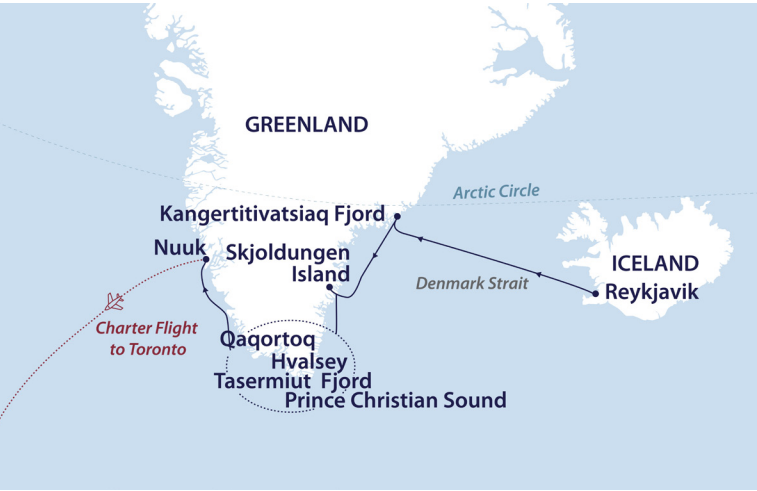 GREENLAND
Arctic Circle
Kangertitivatsiaq Fjord
Nuuk
Skjoldungen
Island
ICELAND
Denmark Strait
Reykjavik
Charter Flight
to Toronto
Qaqortoq
Hvalsey
Tasermiut Fjord
Prince Christian Sound